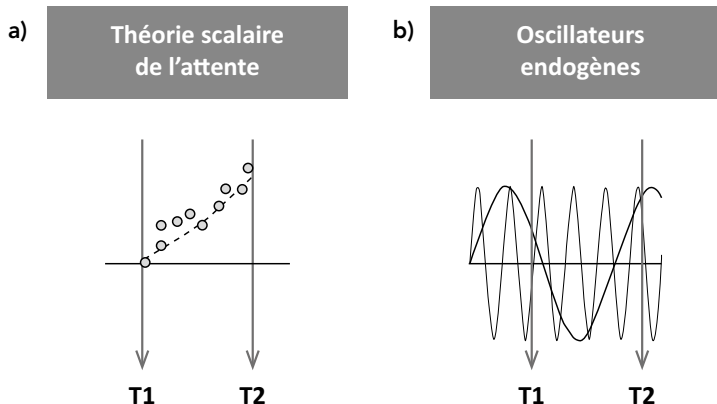 a)
Théorie scalaire
de l’attente
b)
Oscillateurs
endogènes
T1
T2
T1
T2